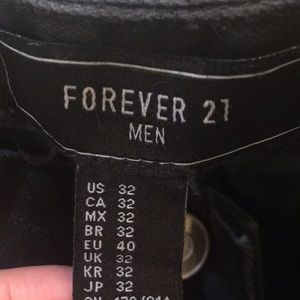 FOREVER 21
MEN
US 32
CA 32
MX 32
BR 32
EU 40
UK 32
KR 32
JP 32